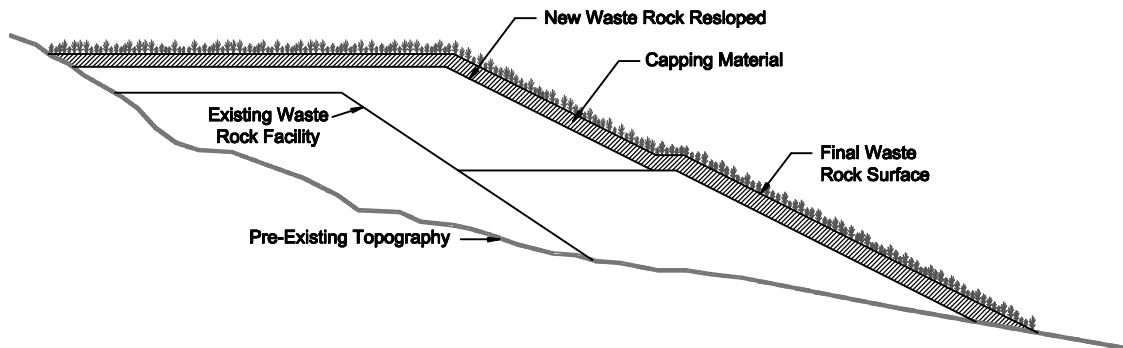 New Waste Rock Resloped
Capping Material
Existing Waste
Rock Facility
Final Waste
Rock Surface
Pre-Existing Topography